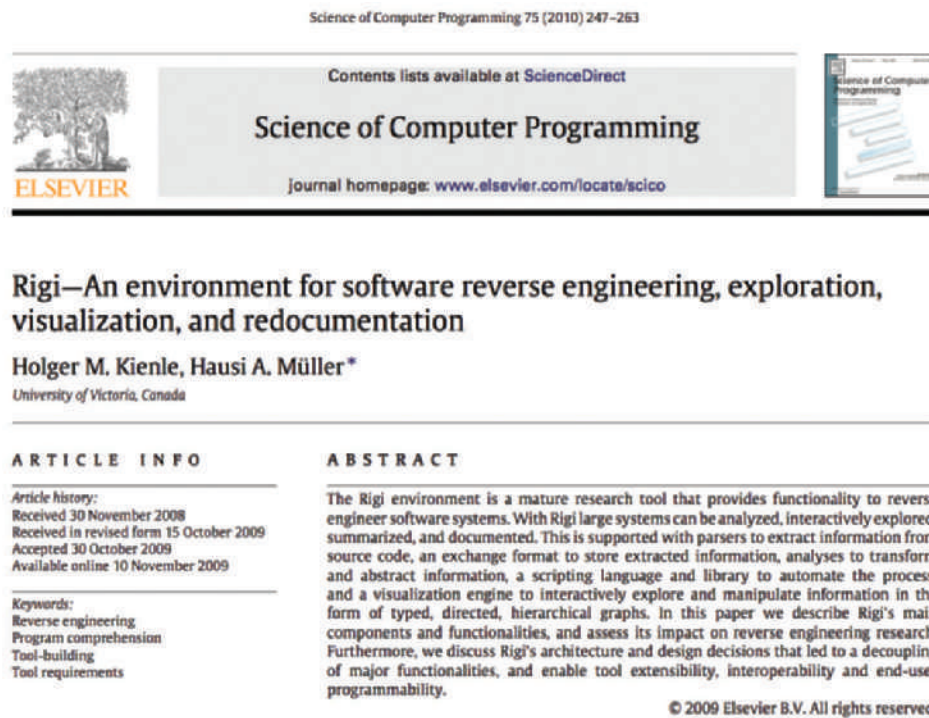 Science of Computer Programming 75 (2010) 247–263
Contents lists available at ScienceDirect
Science of Computer Programming
journal homepage: www.elsevier.com/locate/scico
ELSEVIER
Science of Computer
Programming
Rigi—An environment for software reverse engineering, exploration,
visualization, and redocumentation
Holger M. Kienle, Hausi A. Müller*
University of Victoria, Canada
ARTICLE INFO
Article history:
Received 30 November 2008
Received in revised form 15 October 2009
Accepted 30 October 2009
Available online 10 November 2009
Keywords:
Reverse engineering
Program comprehension
Tool-building
Tool requirements
ABSTRACT
The Rigi environment is a mature research tool that provides functionality to revers
engineer software systems. With Rigi large systems can be analyzed, interactively explored
summarized, and documented. This is supported with parsers to extract information fron
source code, an exchange format to store extracted information, analyses to transforn
and abstract information, a scripting language and library to automate the proces
and a visualization engine to interactively explore and manipulate information in th
form of typed, directed, hierarchical graphs. In this paper we describe Rigi's mai
components and functionalities, and assess its impact on reverse engineering research
Furthermore, we discuss Rigi's architecture and design decisions that led to a decouplin
of major functionalities, and enable tool extensibility, interoperability and end-use
programmability.
© 2009 Elsevier B.V. All rights reserved